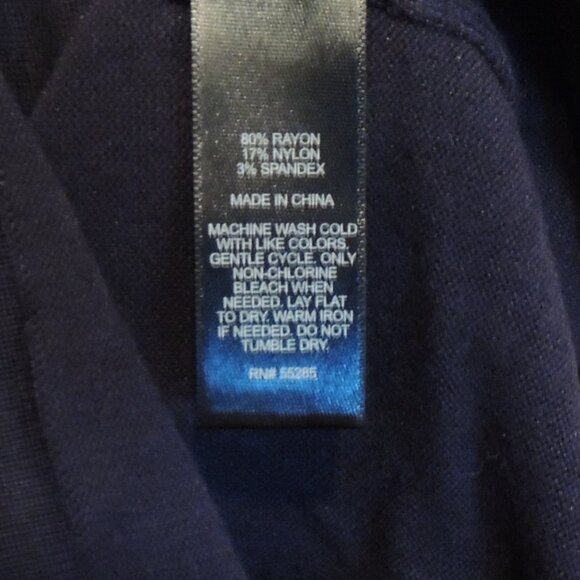 80% RAYON
17% NYLON
3% SPANDEX
MADE IN CHINA
MACHINE WASH COLD
WITH LIKE COLORS.
GENTLE CYCLE. ONLY
NON-CHLORINE
BLEACH WHEN
NEEDED. LAY FLAT
TO DRY. WARM IRON
IF NEEDED. DO NOT
TUMBLE DRY.
RN# 55285